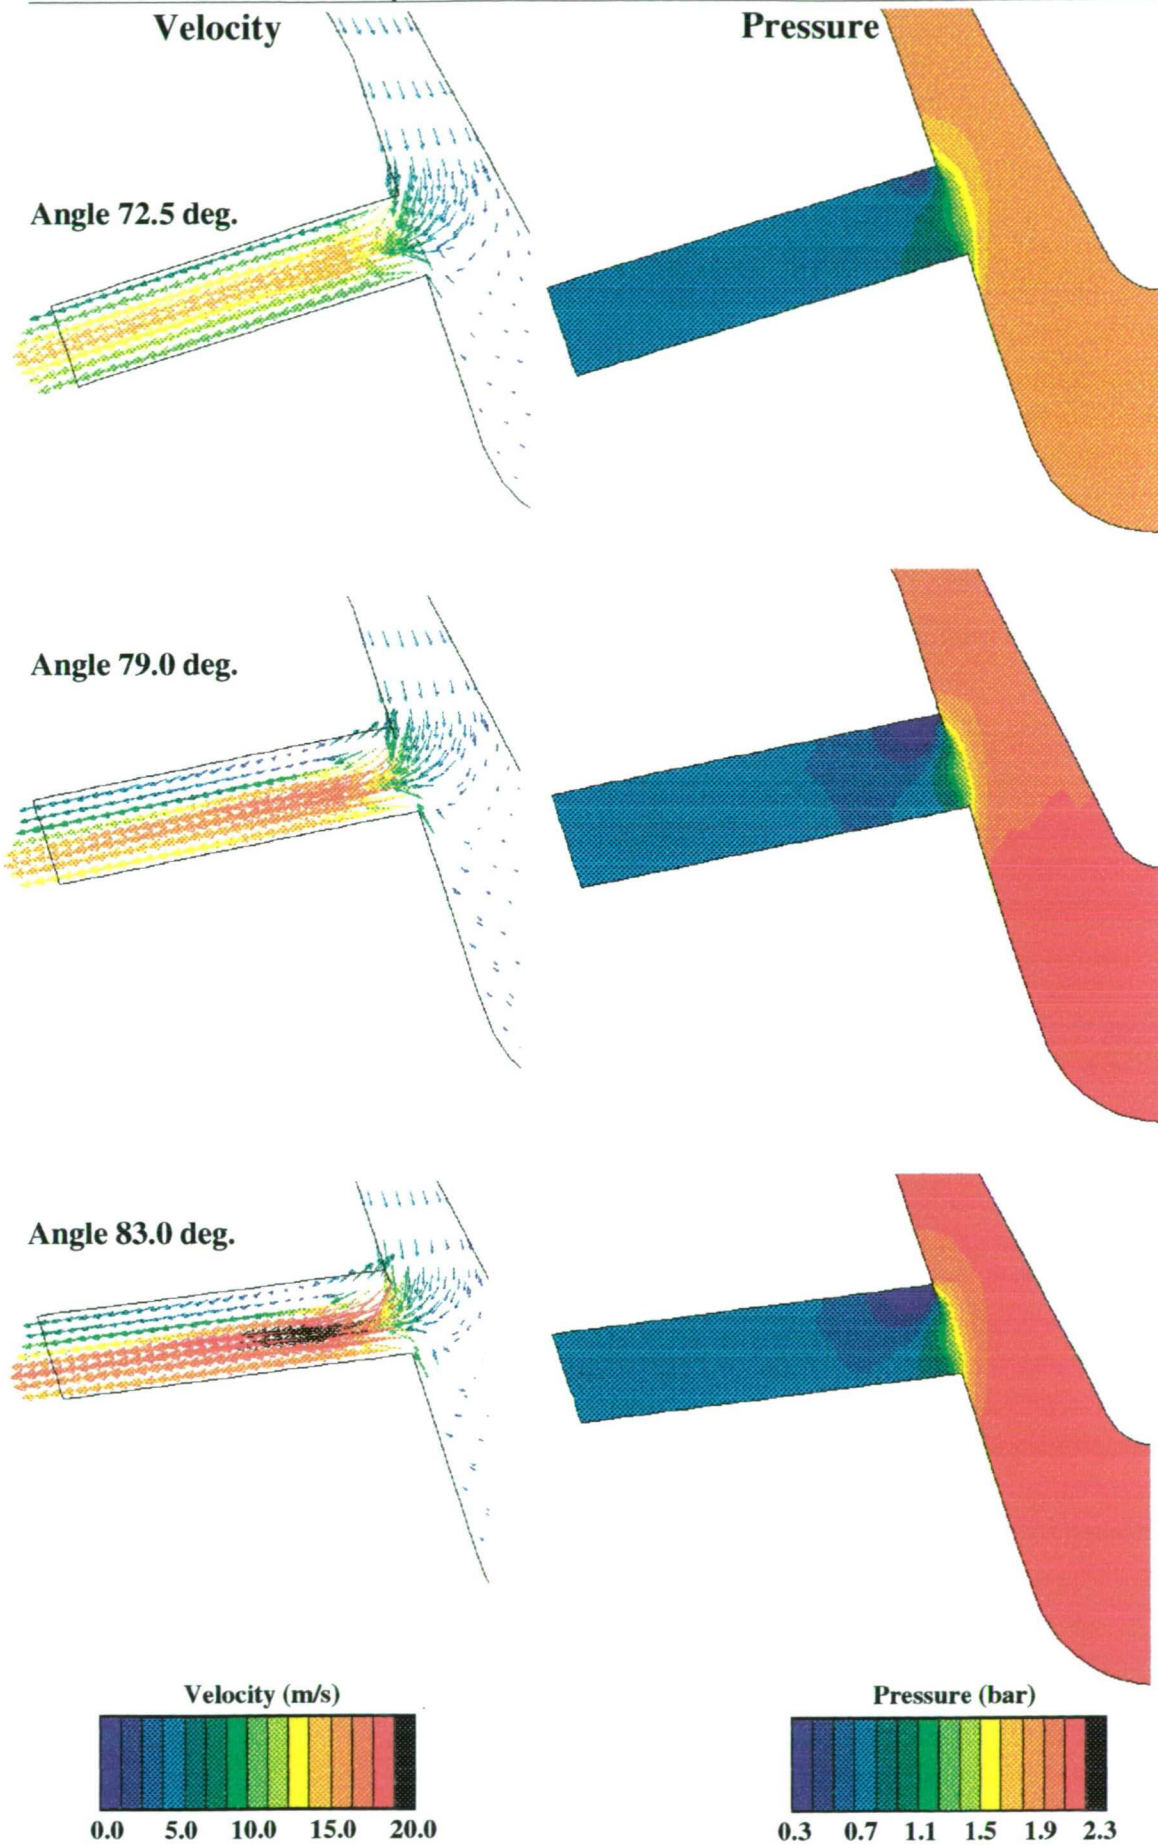 Velocity Pressure
Angle 72.5 deg.
Angle 79.0 deg.
Angle 83.0 deg.
Velocity (m/s) Pressure (bar)
0.0 5.0 10.0 15.0 20.0 0.3 0.7 1.1 1.5 1.9 2.3